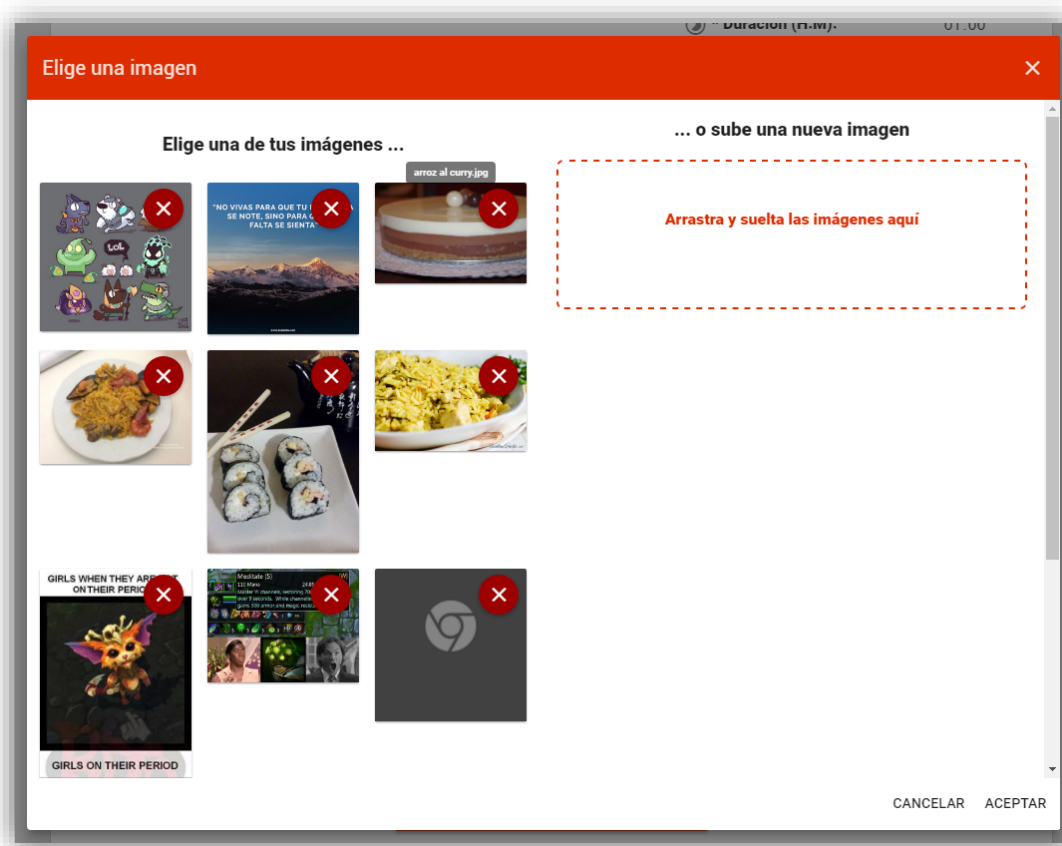 * Duración (H:M):
01:00
Elige una imagen
Elige una de tus imágenes ...
... o sube una nueva imagen
arroz al curry.jpg
Arrastra y suelta las imágenes aquí
LOL
"NO VIVAS PARA QUE TU
SE NOTE, SINO PARA
FALTA SE SIENTA"
GIRLS WHEN THEY
ON THEIR PERIOD
GIRLS ON THEIR PERIOD
Meditate (5)
[W]
CANCELAR
ACEPTAR